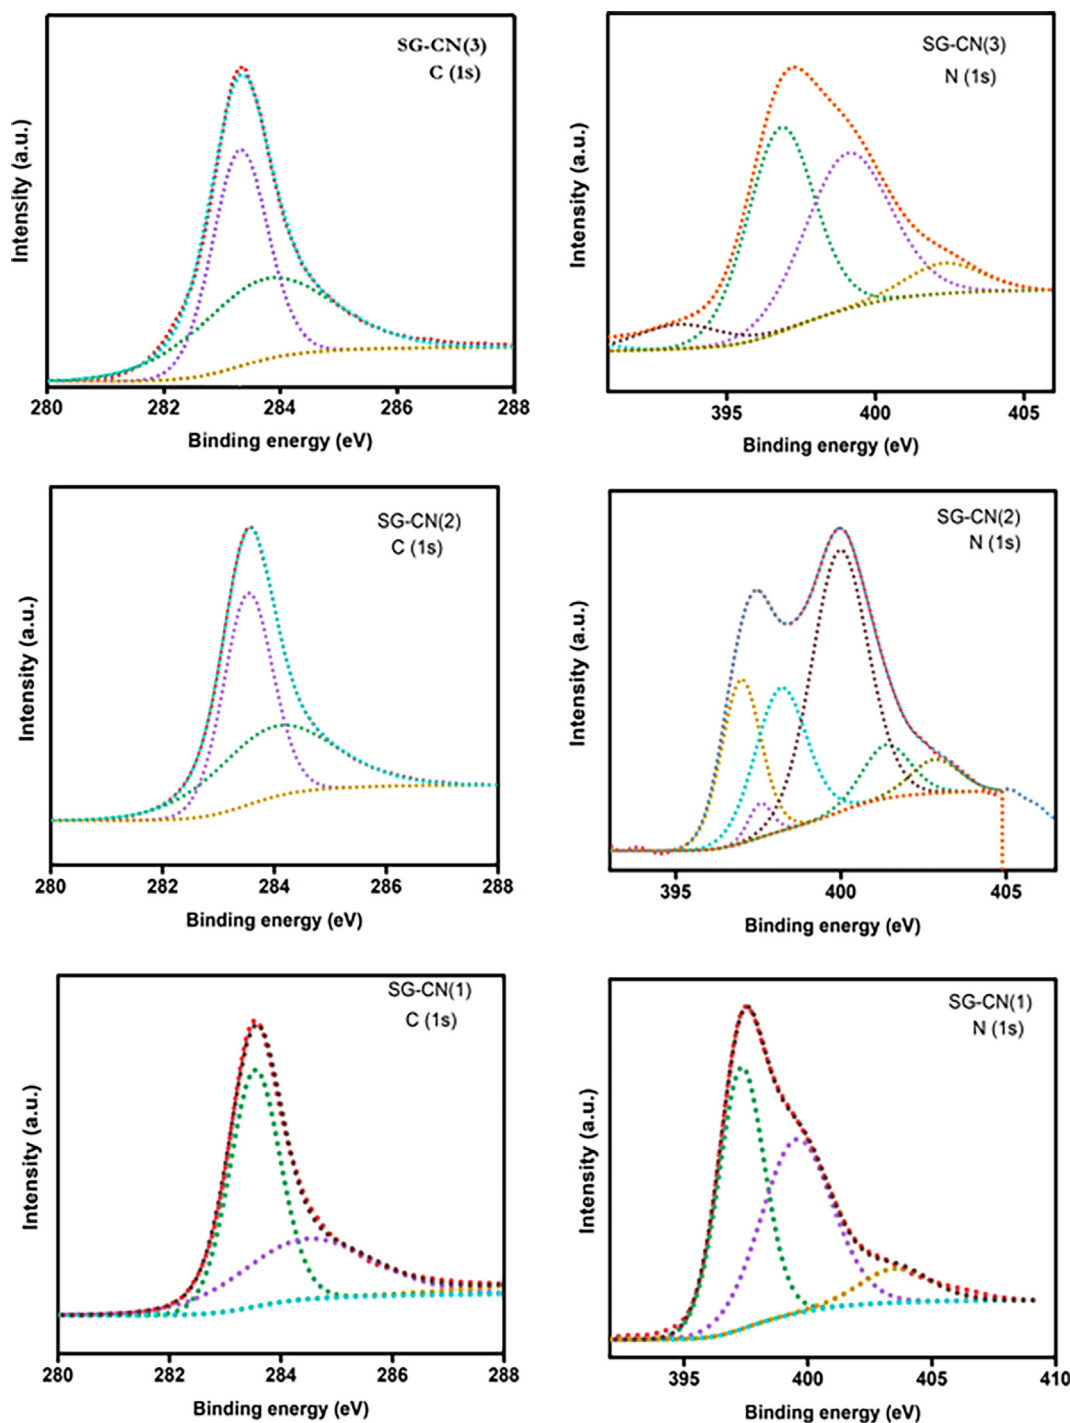 SG-CN(3)
C (1s)
Intensity (a.u.)
280 282 284 286 288
Binding energy (eV)
SG-CN(3)
N (1s)
Intensity (a.u.)
395 400 405
Binding energy (eV)
SG-CN(2)
C (1s)
Intensity (a.u.)
280 282 284 286 288
Binding energy (eV)
SG-CN(2)
N (1s)
Intensity (a.u.)
395 400 405
Binding energy (eV)
SG-CN(1)
C (1s)
Intensity (a.u.)
280 282 284 286 288
Binding energy (eV)
SG-CN(1)
N (1s)
Intensity (a.u.)
395 400 405 410
Binding energy (eV)